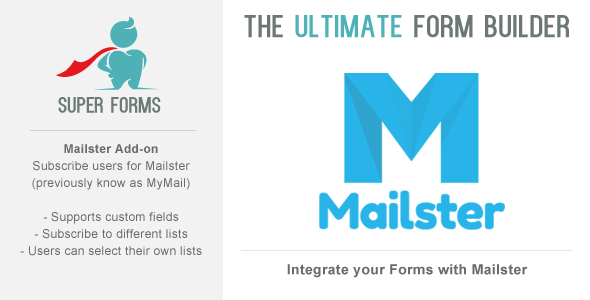 SUPER FORMS
Mailster Add-on
Subscribe users for Mailster
(previously know as MyMail)
- Supports custom fields
- Subscribe to different lists
- Users can select their own lists
THE ULTIMATE FORM BUILDER
M
Mailster
Integrate your Forms with Mailster